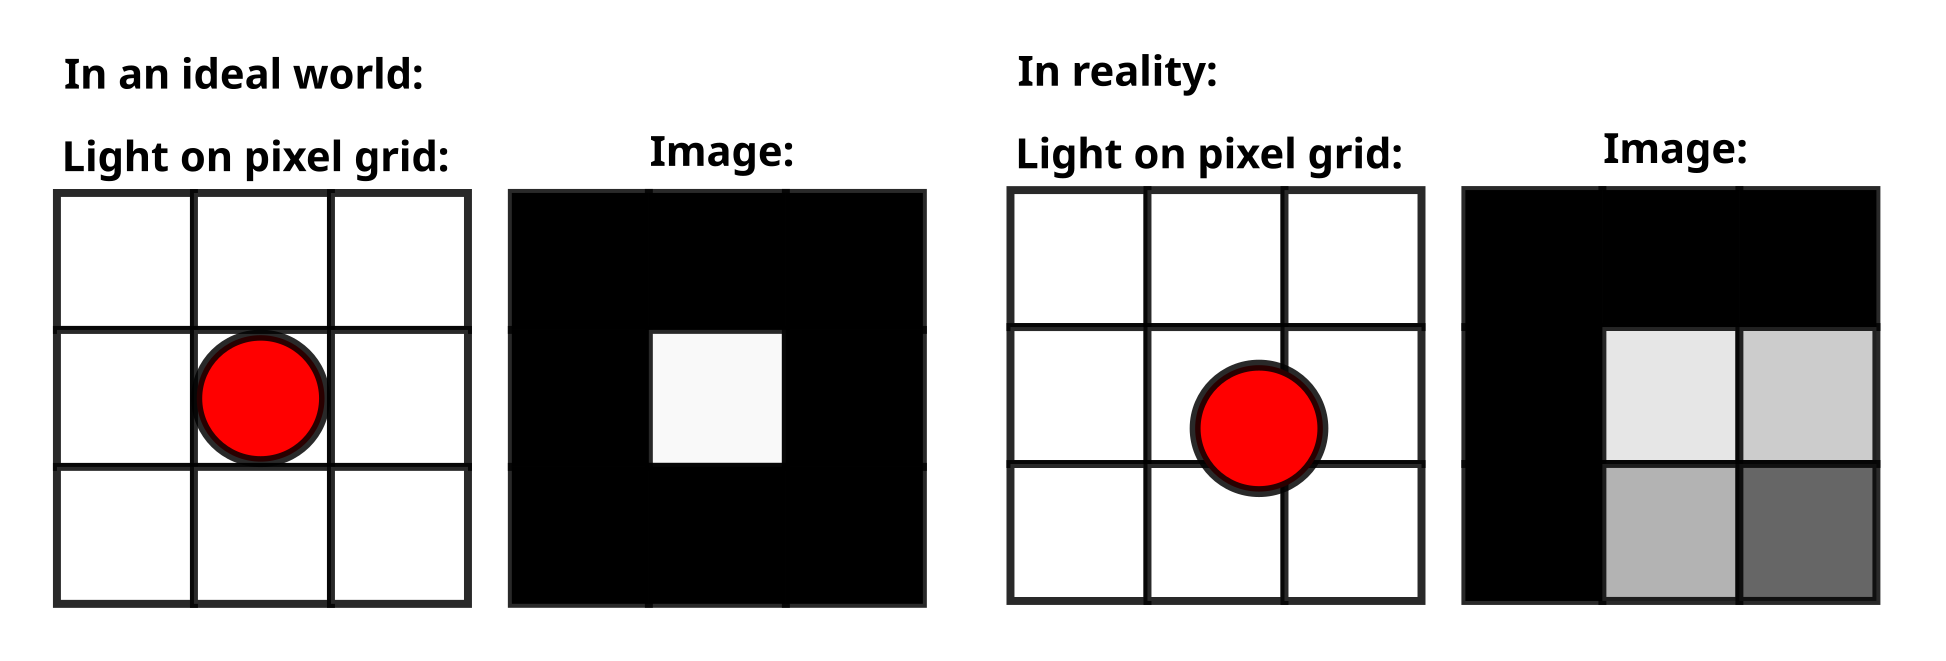 In an ideal world:
Light on pixel grid:
Image:
In reality:
Light on pixel grid:
Image: